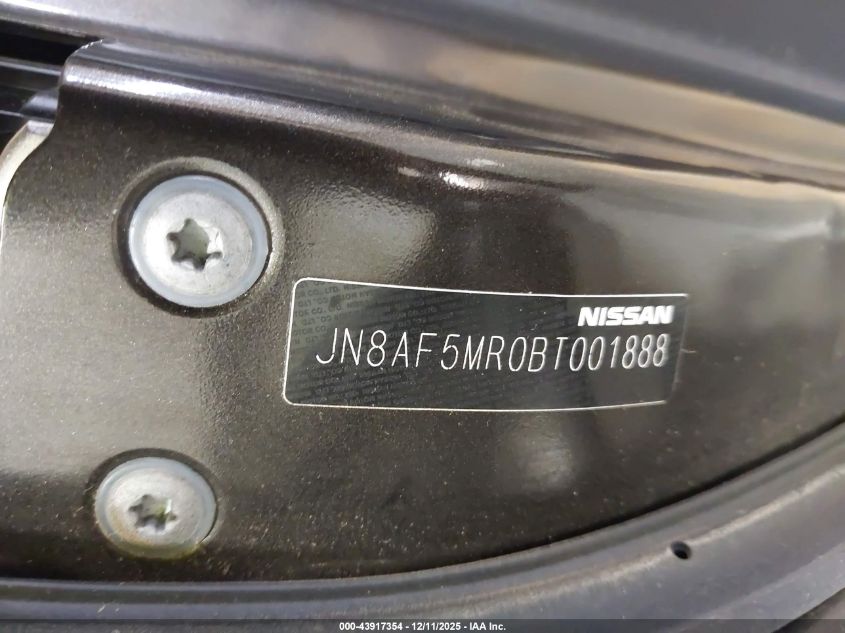 NISSAN
JN8AF5MR0BT001888
000-43917354 - 12/11/2025 - IAA Inc.